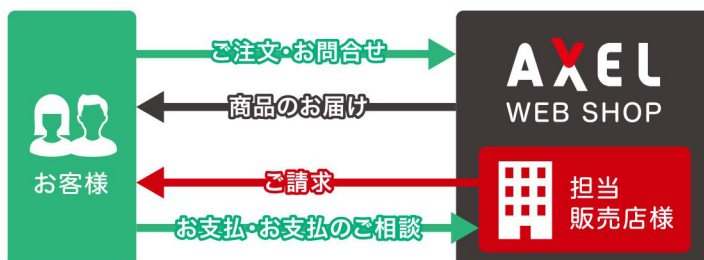 ご注文・お問合せ
商品のお届け
ご請求
お支払・お支払のご相談
お客様
AXEL
WEB SHOP
担当
販売店様